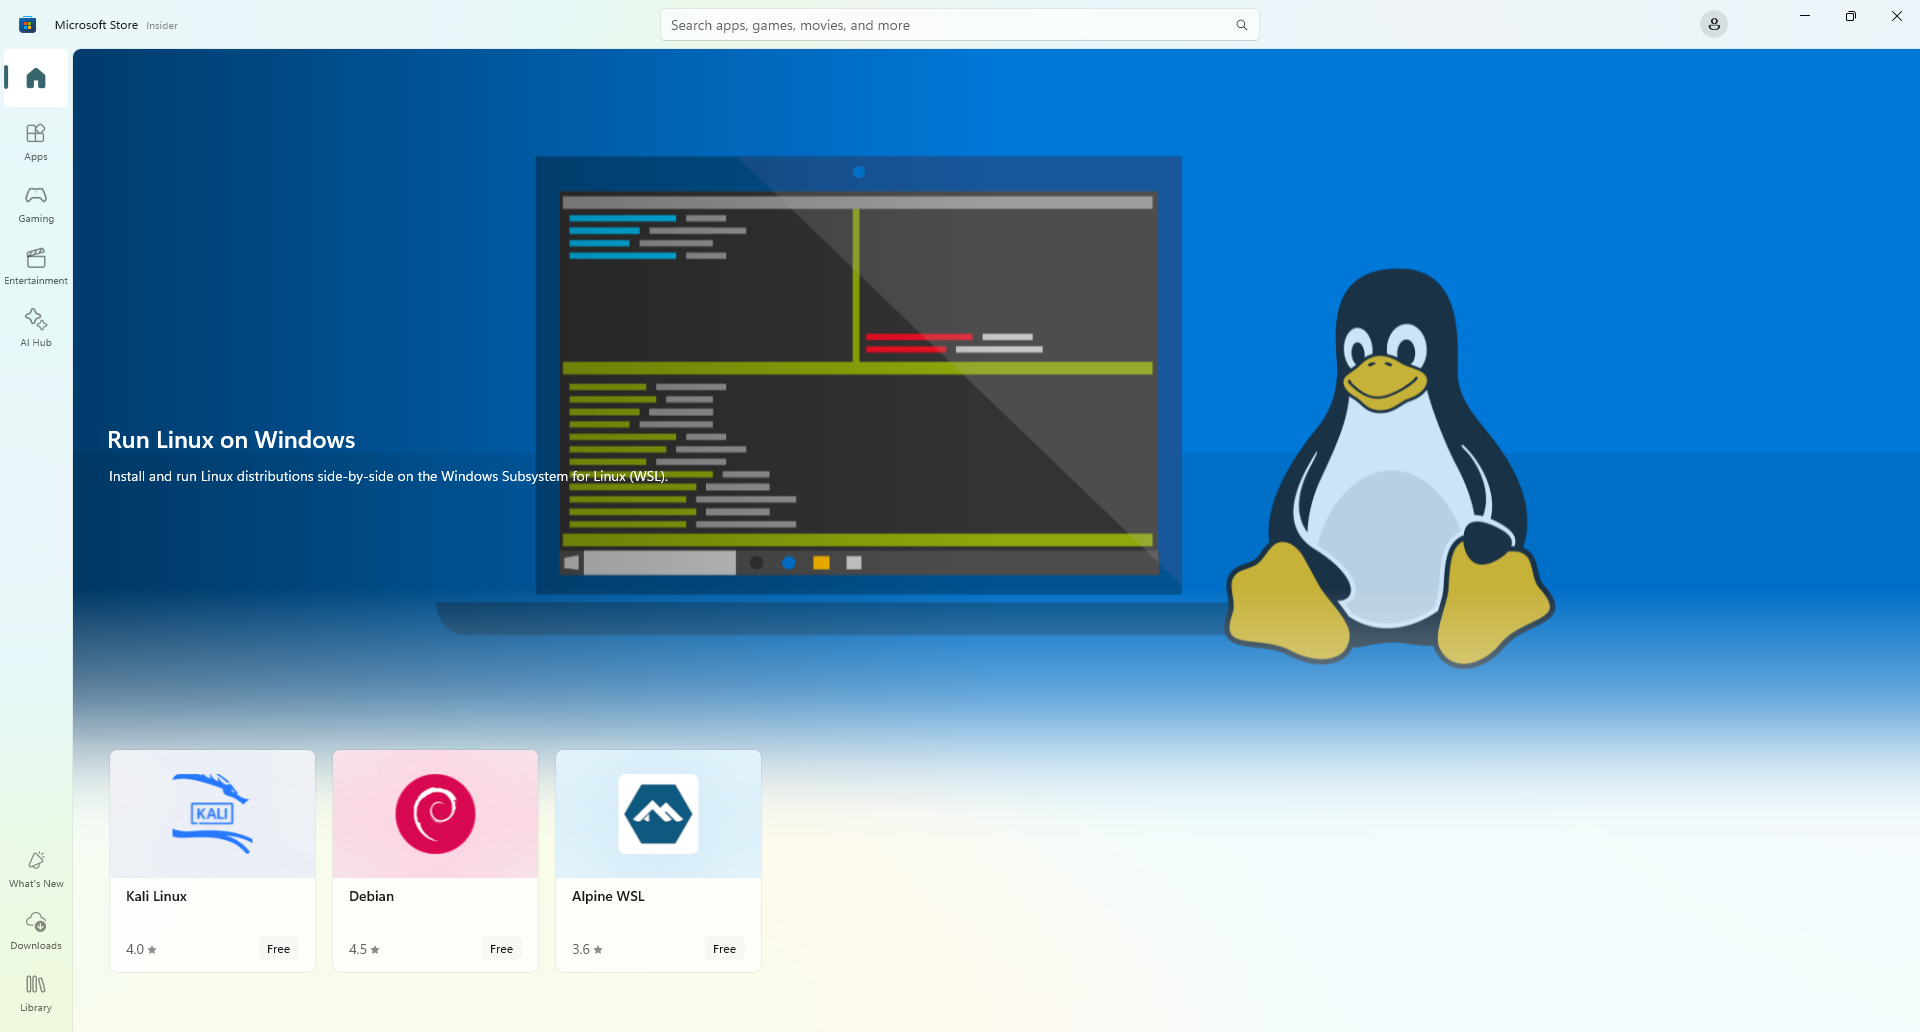 Microsoft Store Insider
Search apps, games, movies, and more
Apps
Gaming
Entertainment
AI Hub
Run Linux on Windows
Install and run Linux distributions side-by-side on the Windows Subsystem for Linux (WSL).
KALI
Kali Linux
4.0
Free
Debian
4.5
Free
Alpine WSL
3.6
Free
What's New
Downloads
Library